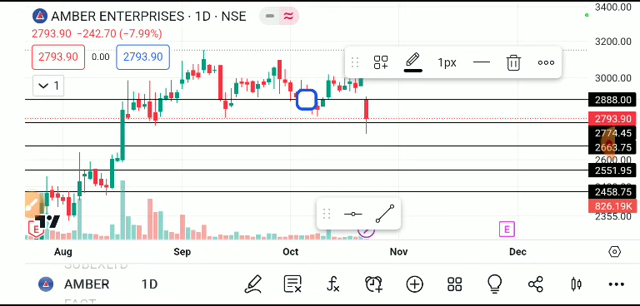 AMBER ENTERPRISES · 1D · NSE
2793.90 −242.70 (−7.99%)
2793.90 0.00 2793.90
1
1px
3400.00
3200.00
3000.00
2888.00
2793.90
2774.45
2663.75
2600.00
2551.95
2458.75
826.19K
2355.00
E
E
Aug Sep Oct Nov Dec
AMBER 1D